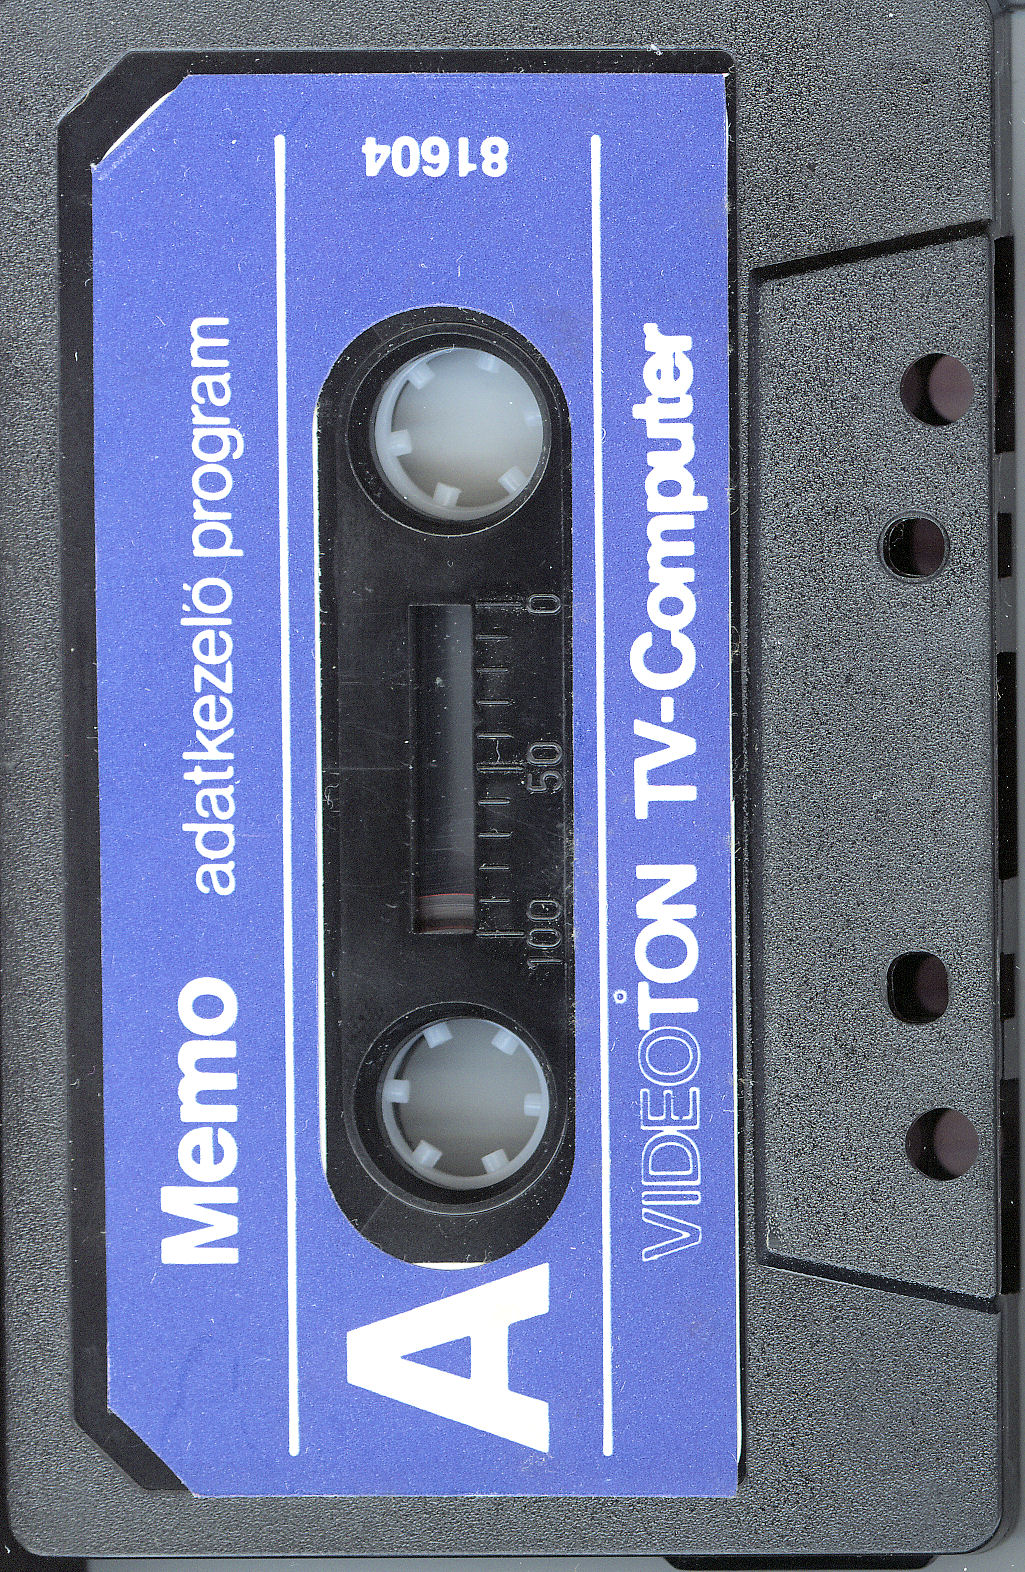 Memo adatkezelő program
A
100 50 0
81604
VIDEOTON TV-Computer